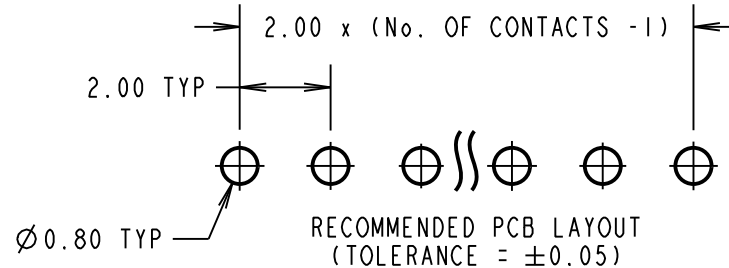 2.00 x (No. OF CONTACTS -1)
2.00 TYP
Ø0.80 TYP
RECOMMENDED PCB LAYOUT
(TOLERANCE = ±0.05)